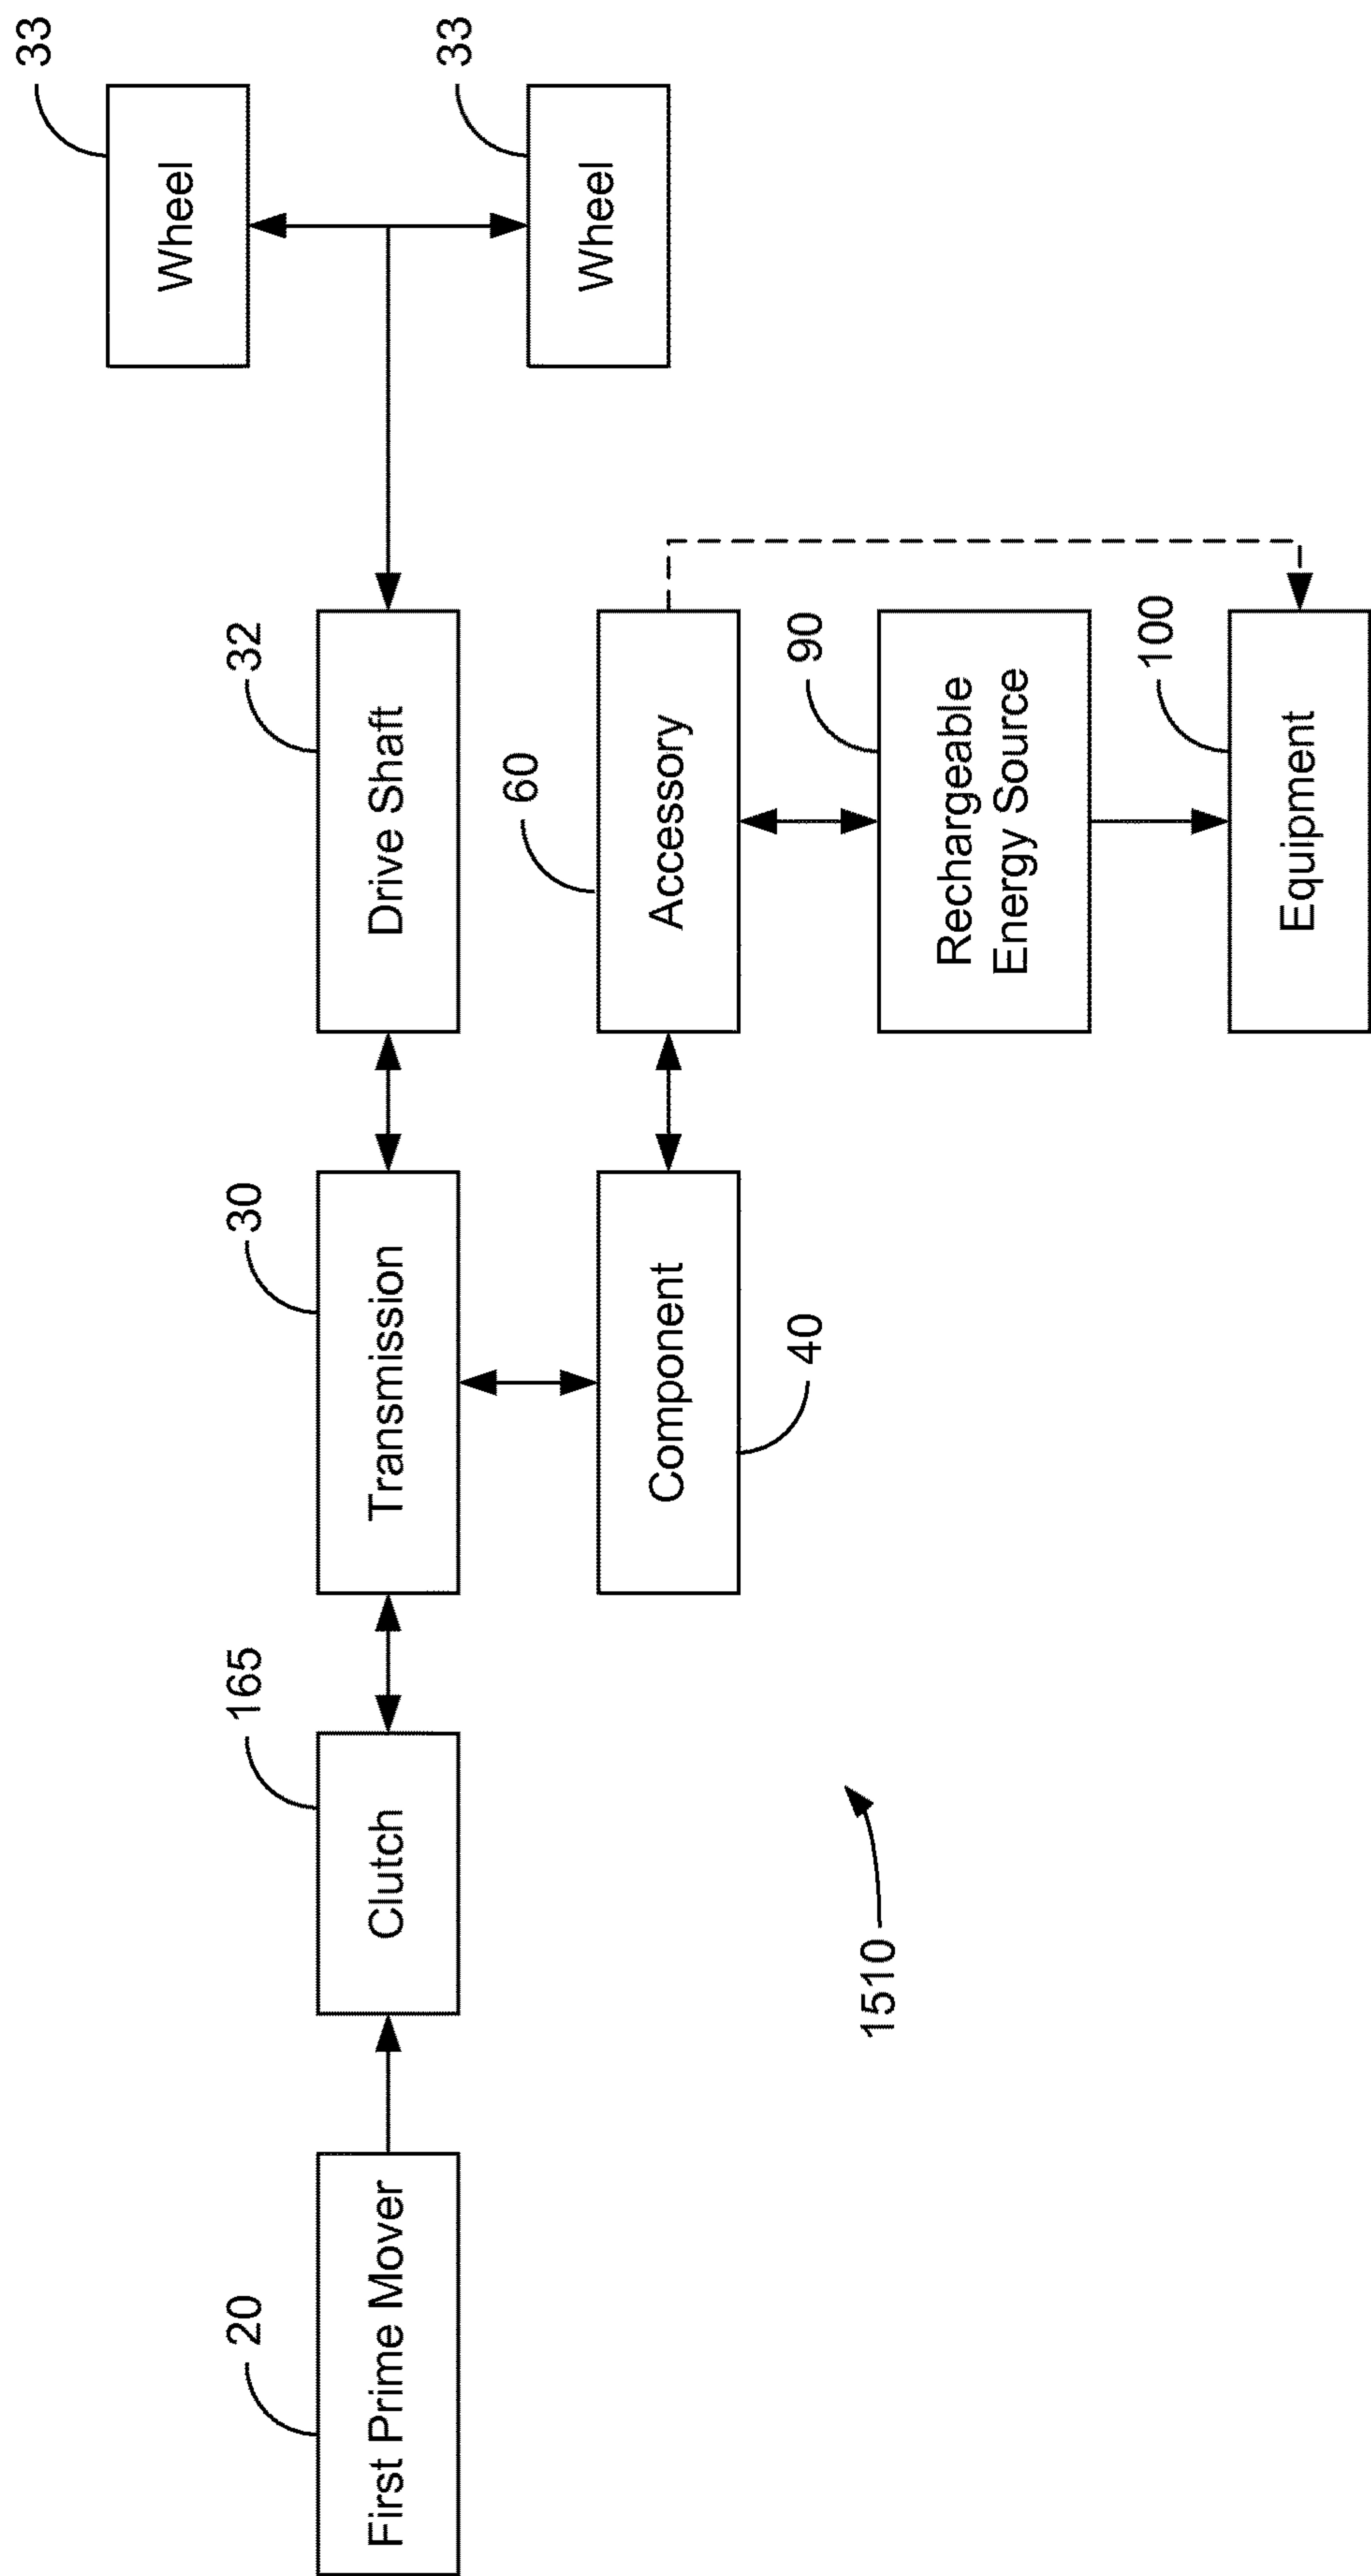 33
Wheel
33
Wheel
20
First Prime Mover
165
Clutch
30
Transmission
32
Drive Shaft
40
Component
60
Accessory
90
Rechargeable
Energy Source
100
Equipment
1510